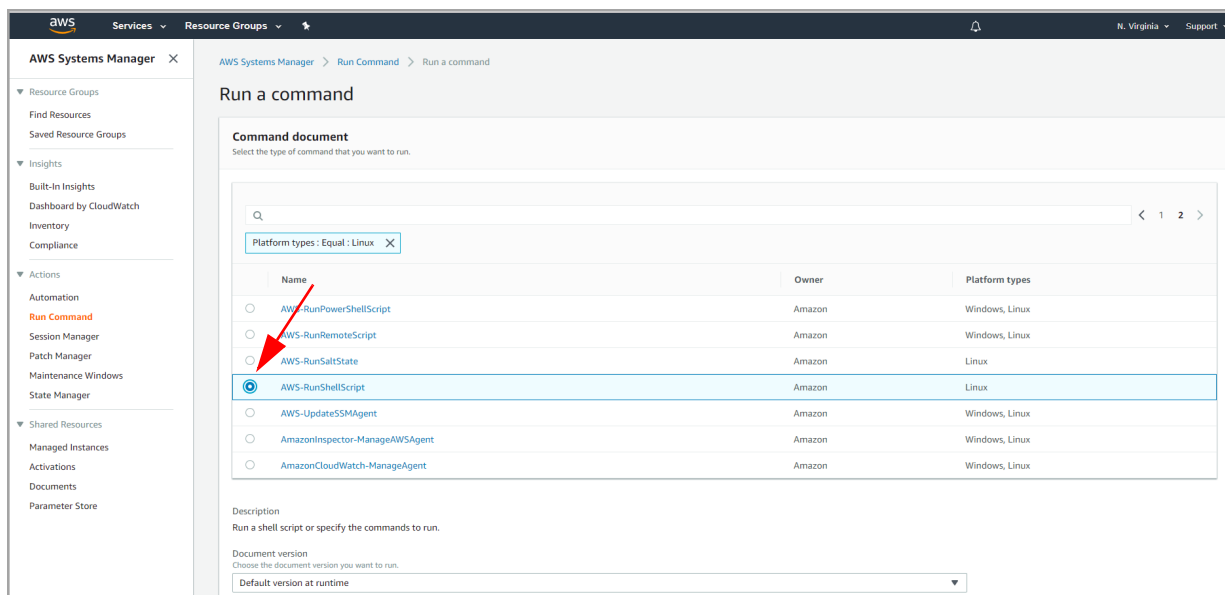 aws Services Resource Groups N. Virginia Support
AWS Systems Manager
Resource Groups
Find Resources
Saved Resource Groups
Insights
Built-In Insights
Dashboard by CloudWatch
Inventory
Compliance
Actions
Automation
Run Command
Session Manager
Patch Manager
Maintenance Windows
State Manager
Shared Resources
Managed Instances
Activations
Documents
Parameter Store
AWS Systems Manager > Run Command > Run a command
Run a command
Command document
Select the type of command that you want to run.
< 1 2 >
Platform types : Equal : Linux X
Name Owner Platform types
AWS-RunPowerShellScript Amazon Windows, Linux
AWS-RunRemoteScript Amazon Windows, Linux
AWS-RunSaltState Amazon Linux
AWS-RunShellScript Amazon Linux
AWS-UpdateSSMAgent Amazon Windows, Linux
AmazonInspector-ManageAWSAgent Amazon Windows, Linux
AmazonCloudWatch-ManageAgent Amazon Windows, Linux
Description
Run a shell script or specify the commands to run.
Document version
Choose the document version you want to run.
Default version at runtime